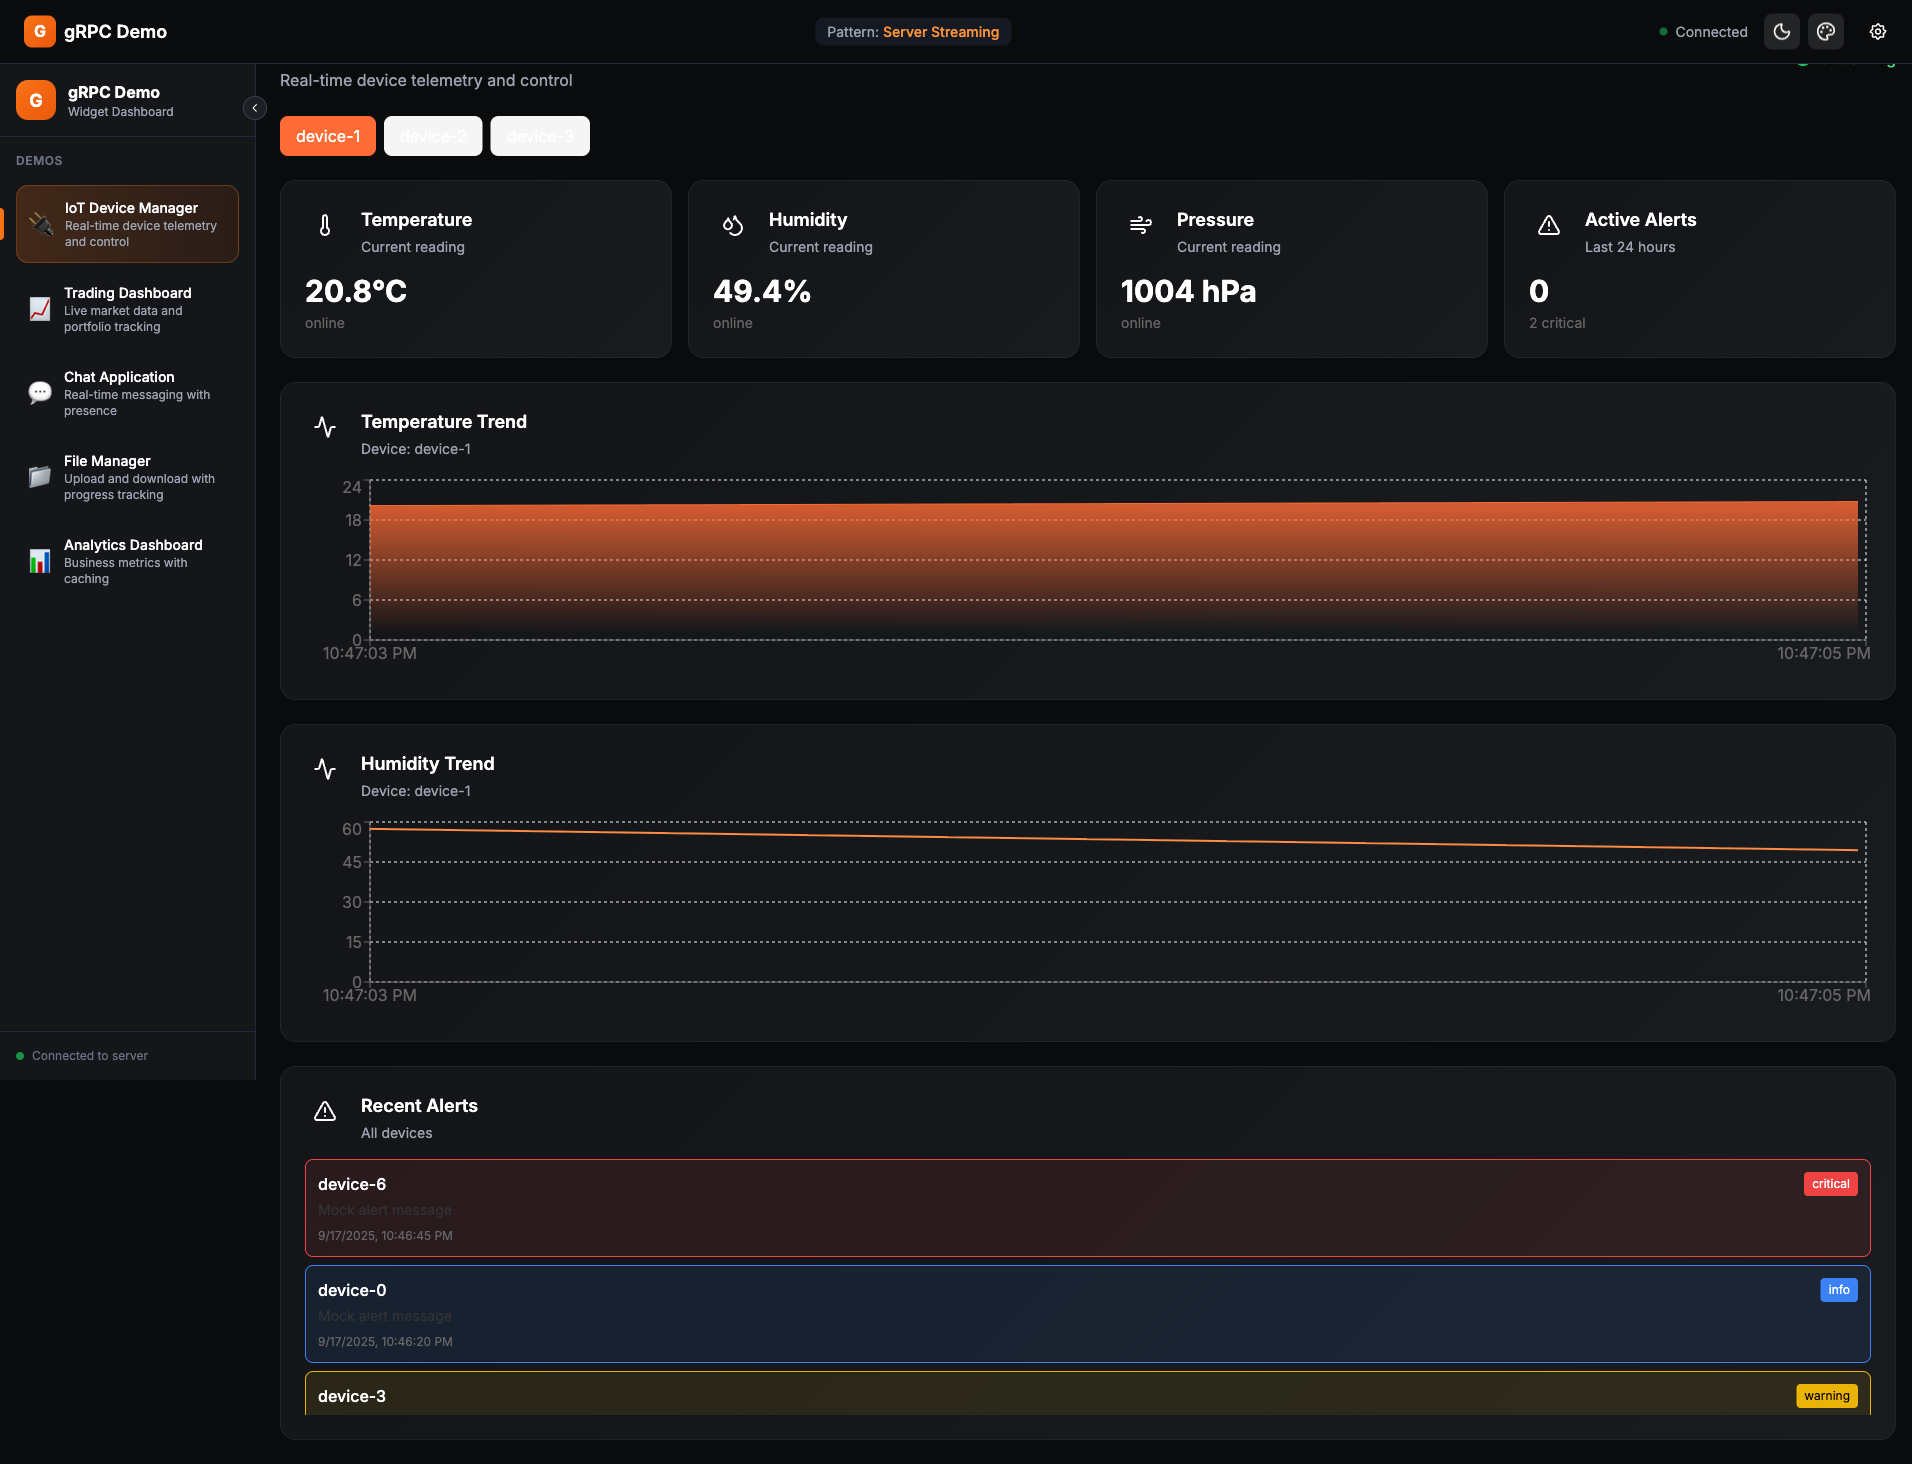 G gRPC Demo
Pattern: Server Streaming
Connected
G
gRPC Demo
Widget Dashboard
DEMOS
IoT Device Manager
Real-time device telemetry
and control
Trading Dashboard
Live market data and
portfolio tracking
Chat Application
Real-time messaging with
presence
File Manager
Upload and download with
progress tracking
Analytics Dashboard
Business metrics with
caching
Connected to server
Real-time device telemetry and control
device-1 device-2 device-3
Temperature
Current reading
20.8°C
online
Humidity
Current reading
49.4%
online
Pressure
Current reading
1004 hPa
online
Active Alerts
Last 24 hours
0
2 critical
Temperature Trend
Device: device-1
24
18
12
6
0
10:47:03 PM 10:47:05 PM
Humidity Trend
Device: device-1
60
45
30
15
0
10:47:03 PM 10:47:05 PM
Recent Alerts
All devices
device-6 critical
Mock alert message
9/17/2025, 10:46:45 PM
device-0 info
Mock alert message
9/17/2025, 10:46:20 PM
device-3 warning